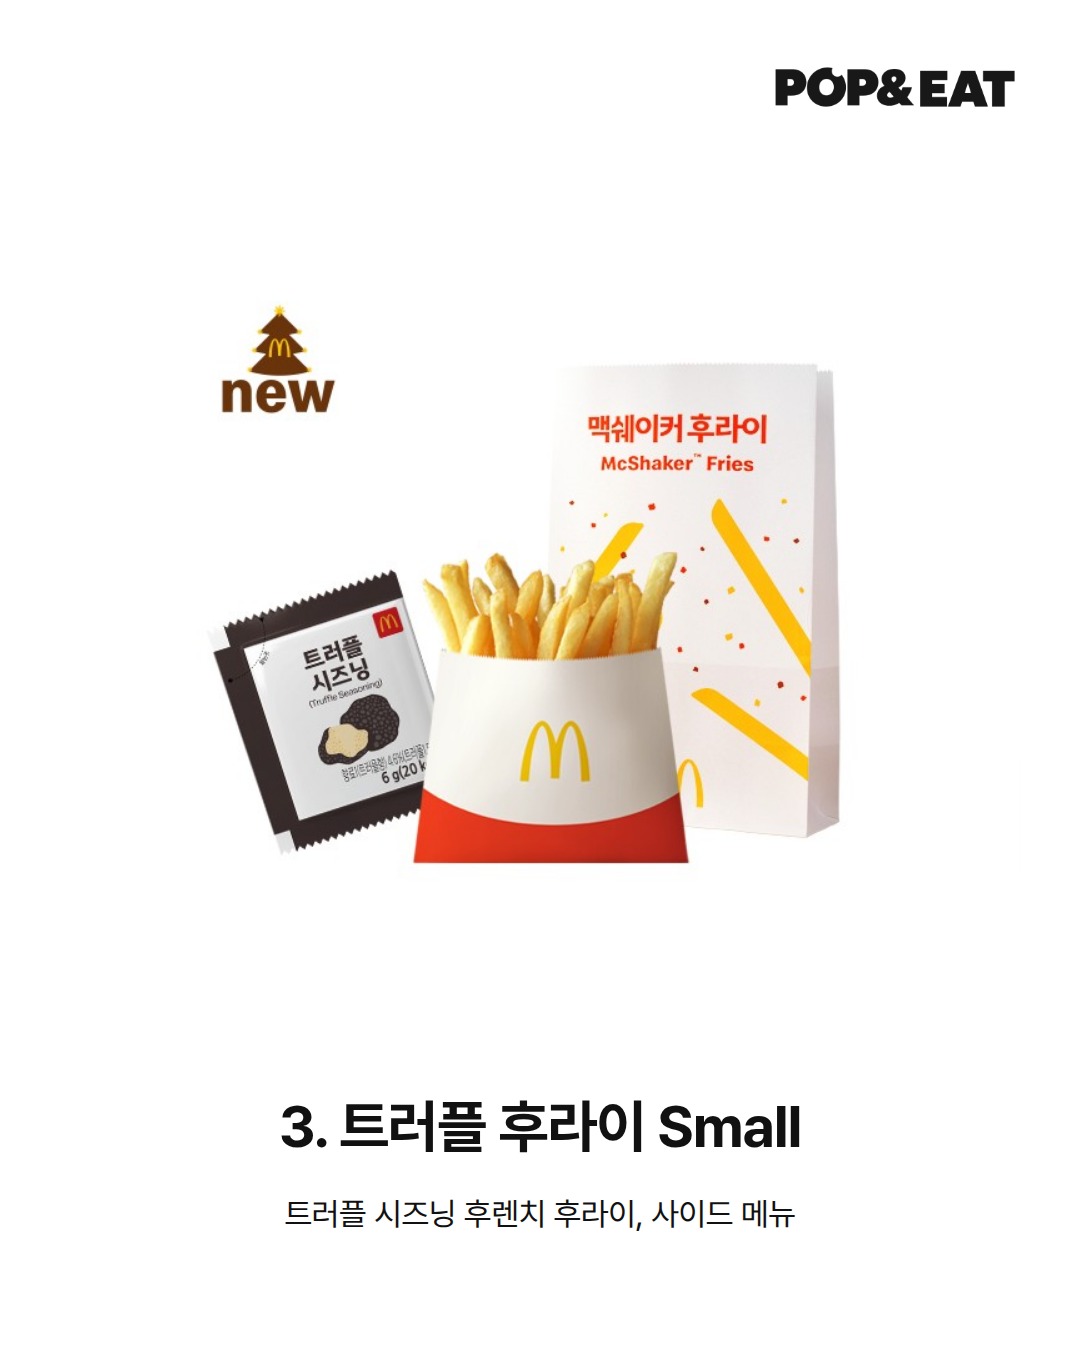 POP&EAT
new
맥쉐이커 후라이
McShaker™ Fries
트러플
시즈닝
(Truffle Seasoning)
6 g(20 k
3. 트러플 후라이 Small
트러플 시즈닝 후렌치 후라이, 사이드 메뉴